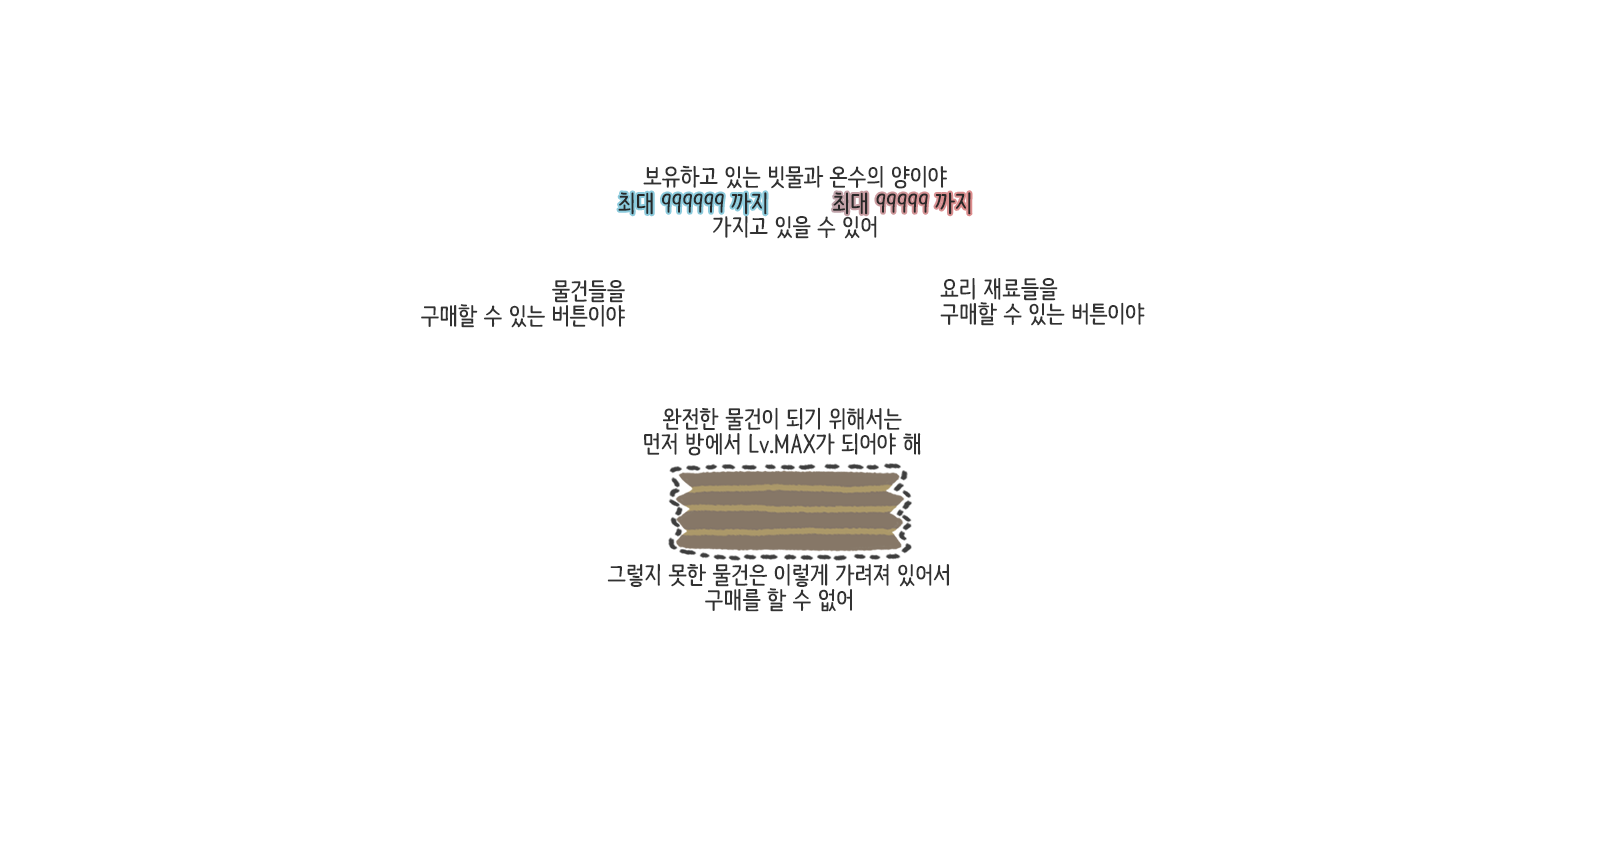 보유하고 있는 빗물과 온수의 양이야
최대 999999 까지 최대 99999 까지
가지고 있을 수 있어
물건들을
구매할 수 있는 버튼이야
요리 재료들을
구매할 수 있는 버튼이야
완전한 물건이 되기 위해서는
먼저 방에서 Lv.MAX가 되어야 해
그렇지 못한 물건은 이렇게 가려져 있어서
구매를 할 수 없어